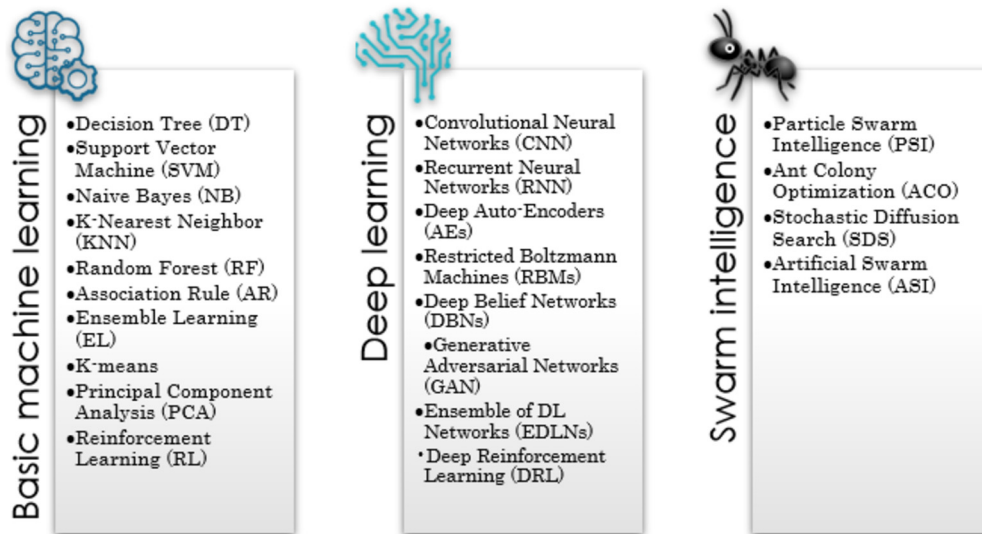 Basic machine learning
•Decision Tree (DT)
•Support Vector
Machine (SVM)
•Naive Bayes (NB)
•K-Nearest Neighbor
(KNN)
•Random Forest (RF)
•Association Rule (AR)
•Ensemble Learning
(EL)
•K-means
•Principal Component
Analysis (PCA)
•Reinforcement
Learning (RL)
Deep learning
•Convolutional Neural
Networks (CNN)
•Recurrent Neural
Networks (RNN)
•Deep Auto-Encoders
(AEs)
•Restricted Boltzmann
Machines (RBMs)
•Deep Belief Networks
(DBNs)
•Generative
Adversarial Networks
(GAN)
•Ensemble of DL
Networks (EDLNs)
•Deep Reinforcement
Learning (DRL)
Swarm intelligence
•Particle Swarm
Intelligence (PSI)
•Ant Colony
Optimization (ACO)
•Stochastic Diffusion
Search (SDS)
•Artificial Swarm
Intelligence (ASI)